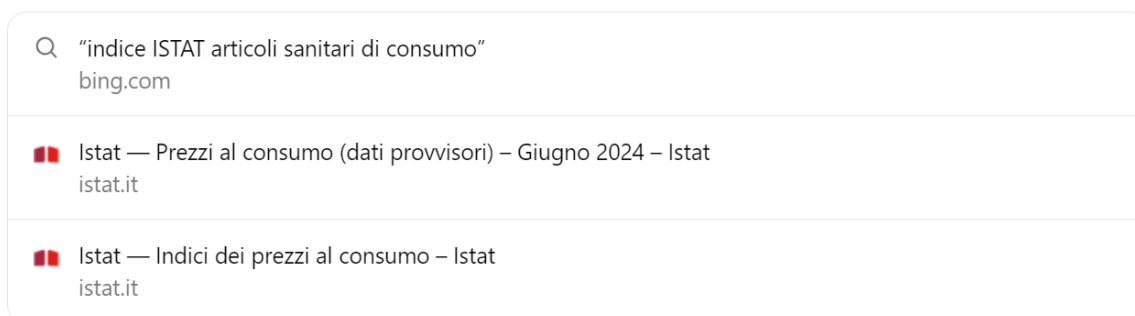 “indice ISTAT articoli sanitari di consumo”
bing.com
Istat — Prezzi al consumo (dati provvisori) – Giugno 2024 – Istat
istat.it
Istat — Indici dei prezzi al consumo – Istat
istat.it